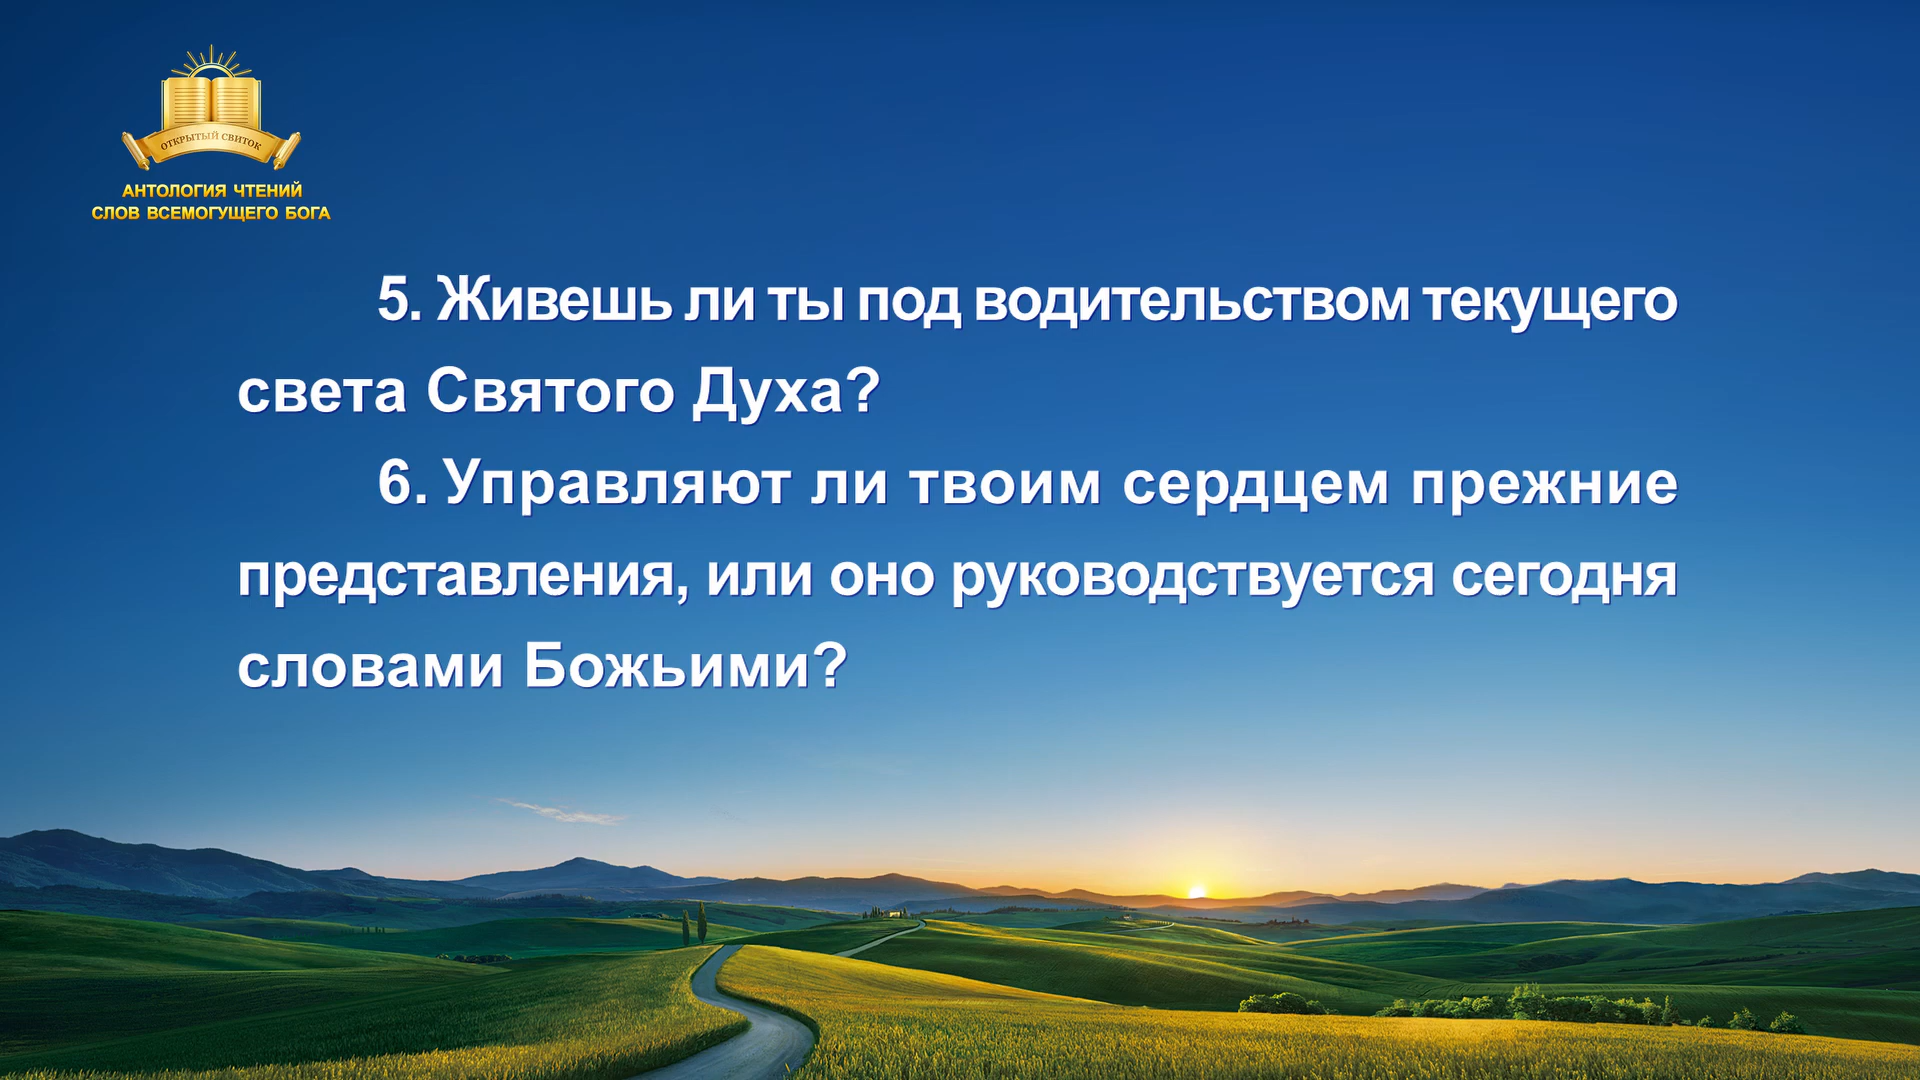 ОТКРЫТЫЙ СВИТОК
АНТОЛОГИЯ ЧТЕНИЙ
СЛОВ ВСЕМОГУЩЕГО БОГА
5. Живешь ли ты под водительством текущего
света Святого Духа?
6. Управляют ли твоим сердцем прежние
представления, или оно руководствуется сегодня
словами Божьими?